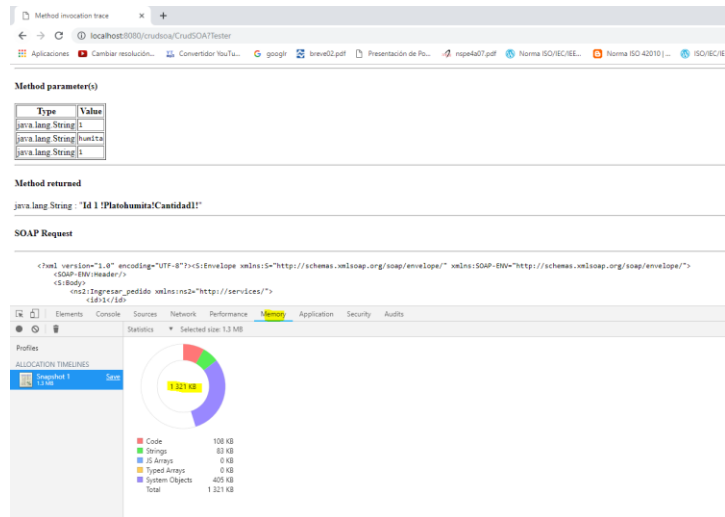 Method invocation trace
localhost:8080/crudsoa/CrudSOA?Tester
Aplicaciones Cambiar resolución... Convertidor YouTu... googlr breve02.pdf Presentación de Po... nspe4a07.pdf Norma ISO/IEC/IEE... Norma ISO 42010 | ... ISO/IEC/IE
Method parameter(s)
Type Value
java.lang.String 1
java.lang.String humita
java.lang.String 1
Method returned
java.lang.String : "Id 1 !Platohumita!Cantidad1!"
SOAP Request
<?xml version="1.0" encoding="UTF-8"?><S:Envelope xmlns:S="http://schemas.xmlsoap.org/soap/envelope/" xmlns:SOAP-ENV="http://schemas.xmlsoap.org/soap/envelope/">
<SOAP-ENV:Header/>
<S:Body>
<ns2:Ingresar_pedido xmlns:ns2="http://services/">
<id>1</id>
Elements Console Sources Network Performance Memory Application Security Audits
Statistics ▼ Selected size: 1,3 MB
Profiles
ALLOCATION TIMELINES
Snapshot 1 Save
1.3 MB
1 321 KB
Code 108 KB
Strings 83 KB
JS Arrays 0 KB
Typed Arrays 0 KB
System Objects 405 KB
Total 1 321 KB